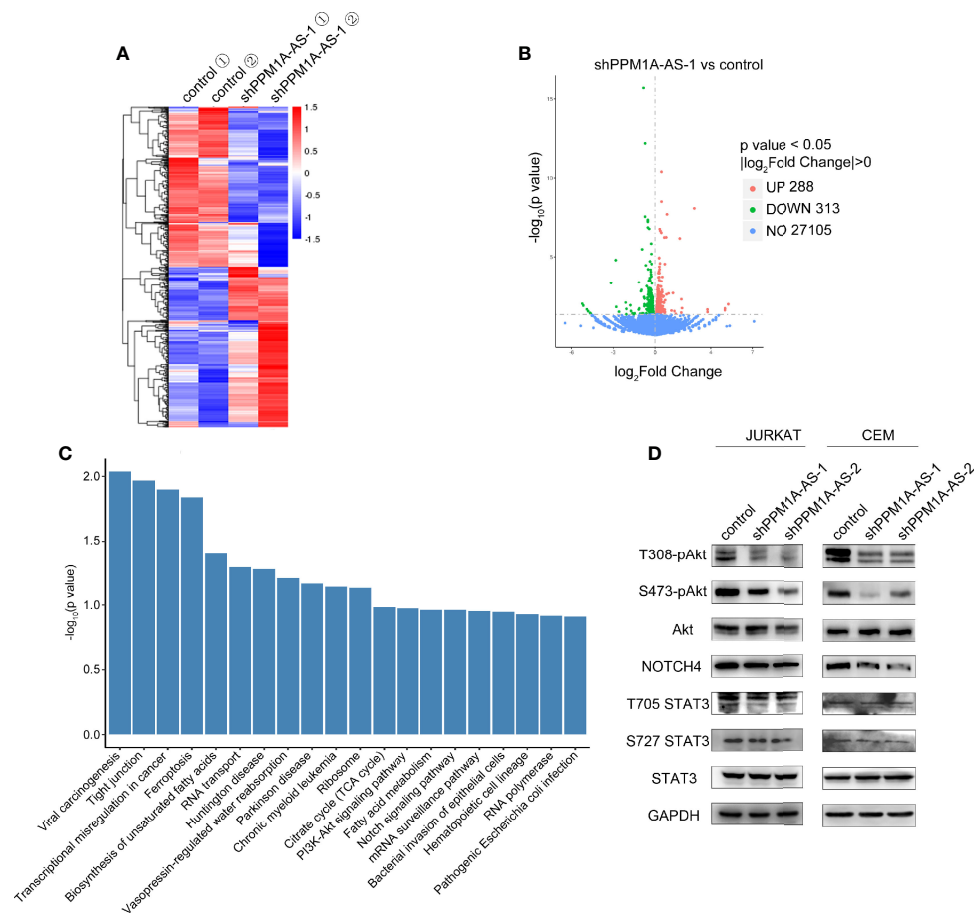 A
control ①
control ②
shPPM1A-AS-1 ①
shPPM1A-AS-1 ②
1.5
1
0.5
0
-0.5
-1
-1.5
B
shPPM1A-AS-1 vs control
15
10
5
-log10(p value)
-6
-3
0
4
7
log2Fold Change
p value < 0.05
|log2Fold Change|>0
UP 288
DOWN 313
NO 27105
C
2.0
1.5
1.0
0.5
0.0
-log10(p value)
Viral carcinogenesis
Tight junction
Transcriptional misregulation in cancer
Ferroptosis
Biosynthesis of unsaturated fatty acids
RNA transport
Huntington disease
Vasopressin-regulated water reabsorption
Parkinson disease
Chronic myeloid leukemia
Ribosome
Citrate cycle (TCA cycle)
PI3K-Akt signaling pathway
Fatty acid metabolism
Notch signaling pathway
mRNA surveillance pathway
Bacterial invasion of epithelial cells
Hematopoietic cell lineage
RNA polymerase
Pathogenic Escherichia coli infection
D
JURKAT
CEM
control
shPPM1A-AS-1
shPPM1A-AS-2
control
shPPM1A-AS-1
shPPM1A-AS-2
T308-pAkt
S473-pAkt
Akt
NOTCH4
T705 STAT3
S727 STAT3
STAT3
GAPDH